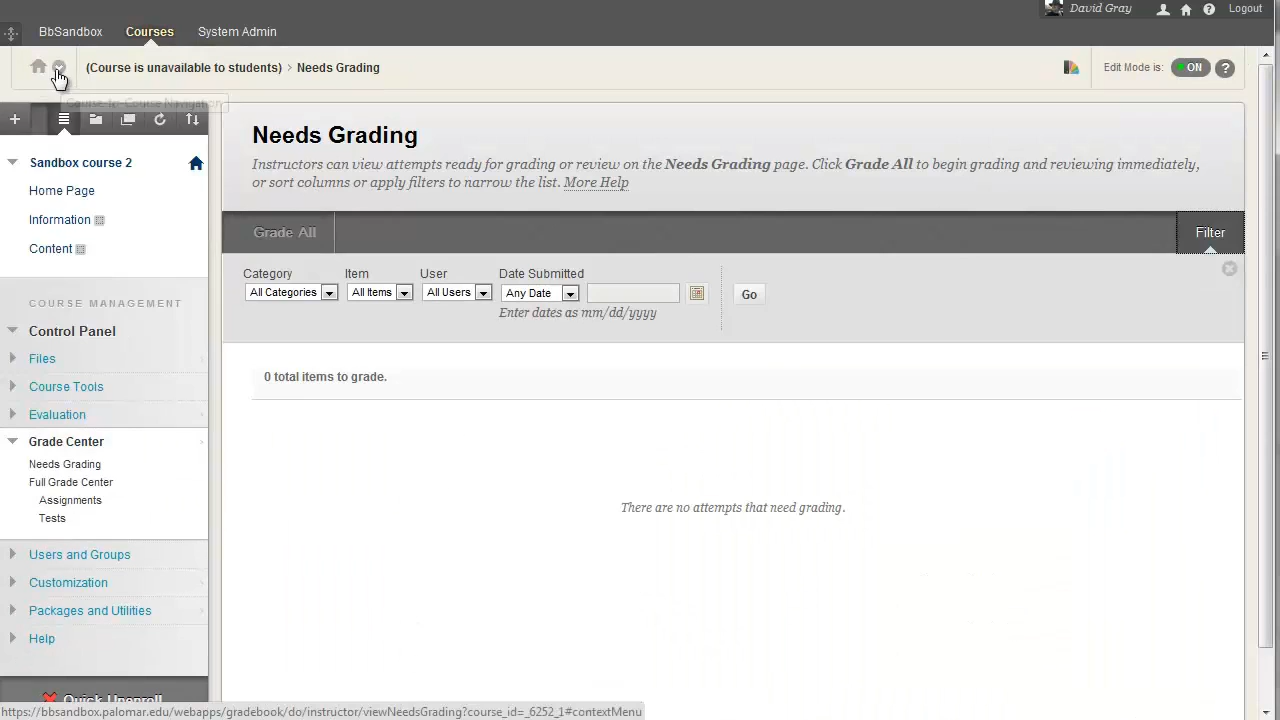 David Gray
Logout
BbSandbox
Courses
System Admin
(Course is unavailable to students) > Needs Grading
Edit Mode is: ON ?
Course-to-Course Navigation
Sandbox course 2
Home Page
Information
Content
COURSE MANAGEMENT
Control Panel
Files
Course Tools
Evaluation
Grade Center
Needs Grading
Full Grade Center
Assignments
Tests
Users and Groups
Customization
Packages and Utilities
Help
Quick Unenroll
Needs Grading
Instructors can view attempts ready for grading or review on the Needs Grading page. Click Grade All to begin grading and reviewing immediately,
or sort columns or apply filters to narrow the list. More Help
Grade All
Filter
Category
Item
User
Date Submitted
All Categories
All Items
All Users
Any Date
Go
Enter dates as mm/dd/yyyy
0 total items to grade.
There are no attempts that need grading.
https://bbsandbox.palomar.edu/webapps/gradebook/do/instructor/viewNeedsGrading?course_id=_6252_1#contextMenu